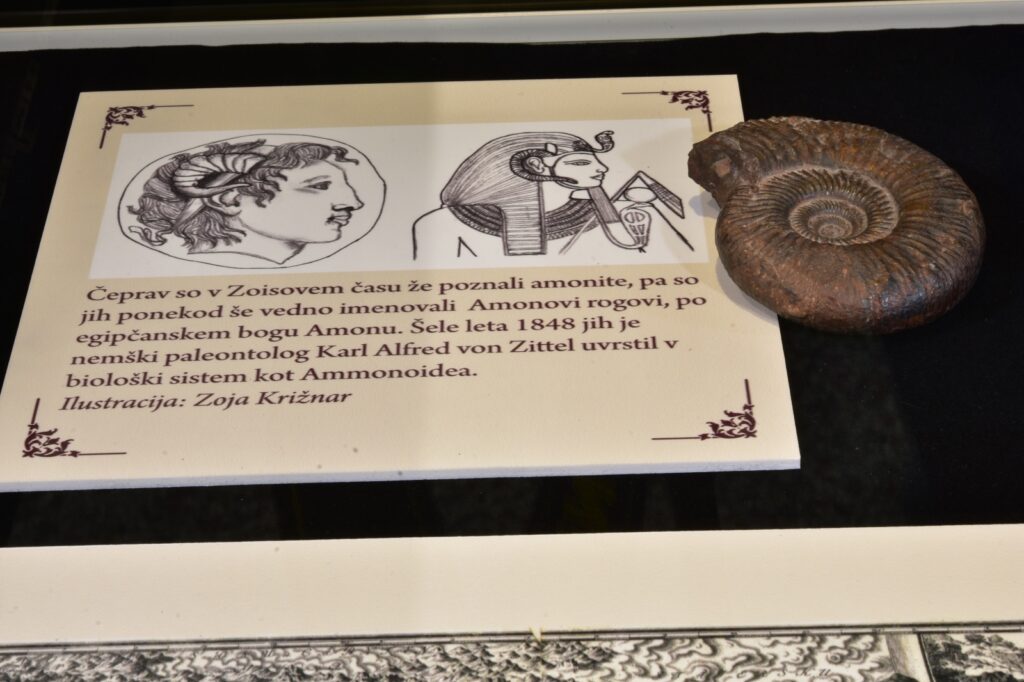 Čeprav so v Zoisovem času že poznali amonite, pa so
jih ponekod še vedno imenovali Amonovi rogovi, po
egipčanskem bogu Amonu. Šele leta 1848 jih je
nemški paleontolog Karl Alfred von Zittel uvrstil v
biološki sistem kot Ammonoidea.
Ilustracija: Zoja Križnar